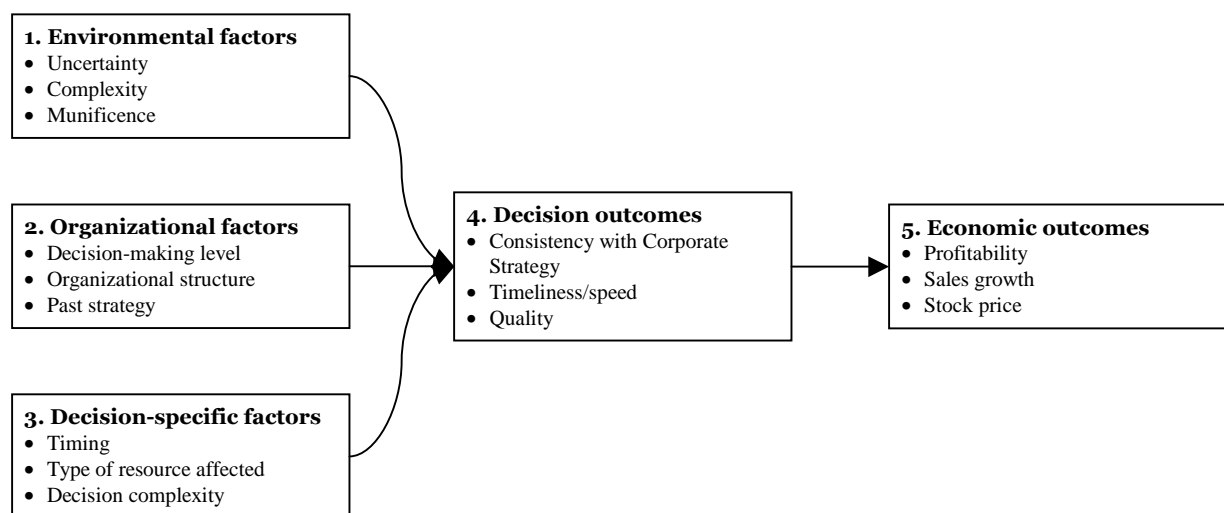 1. Environmental factors
• Uncertainty
• Complexity
• Munificence
2. Organizational factors
• Decision-making level
• Organizational structure
• Past strategy
3. Decision-specific factors
• Timing
• Type of resource affected
• Decision complexity
4. Decision outcomes
• Consistency with Corporate
Strategy
• Timeliness/speed
• Quality
5. Economic outcomes
• Profitability
• Sales growth
• Stock price